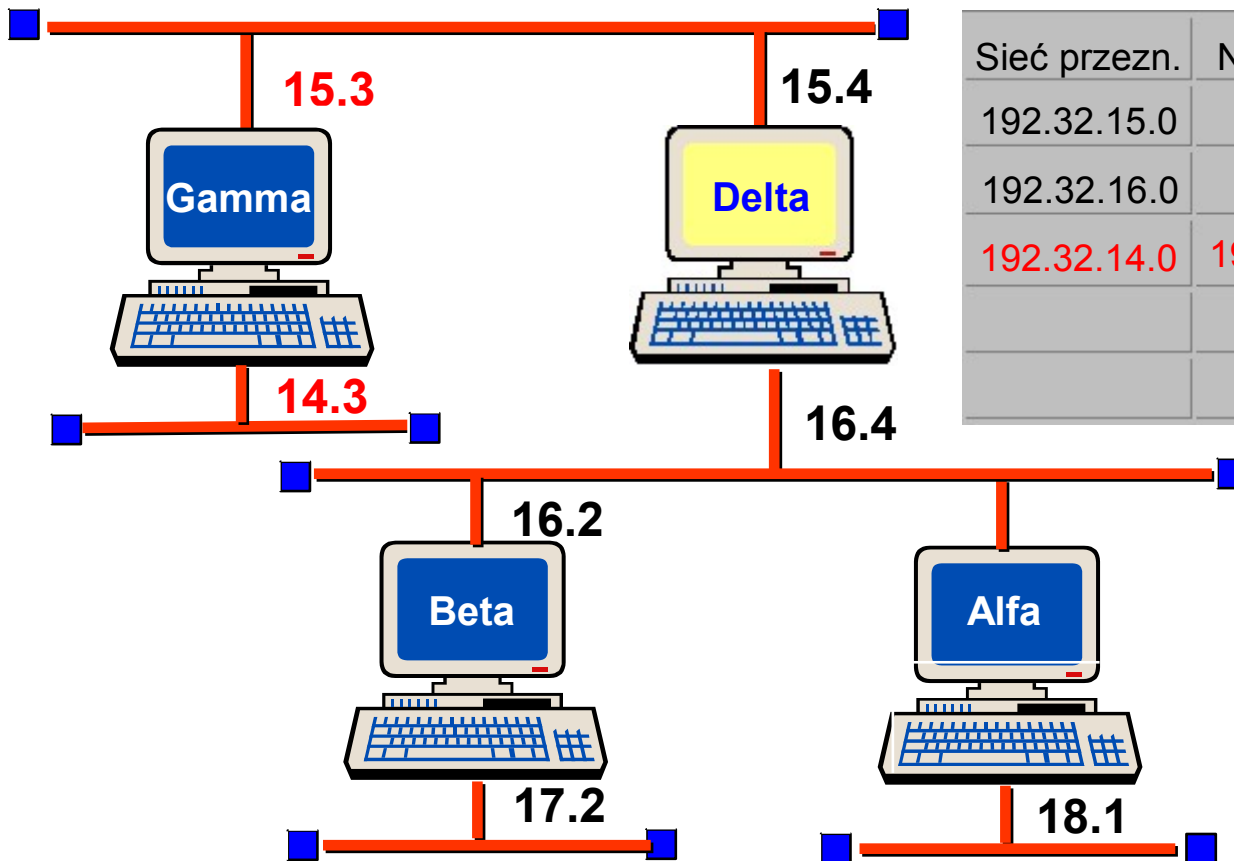 15.3
15.4
Gamma
Delta
14.3
16.4
16.2
Beta
Alfa
17.2
18.1
Sieć przezn.
192.32.15.0
192.32.16.0
192.32.14.0